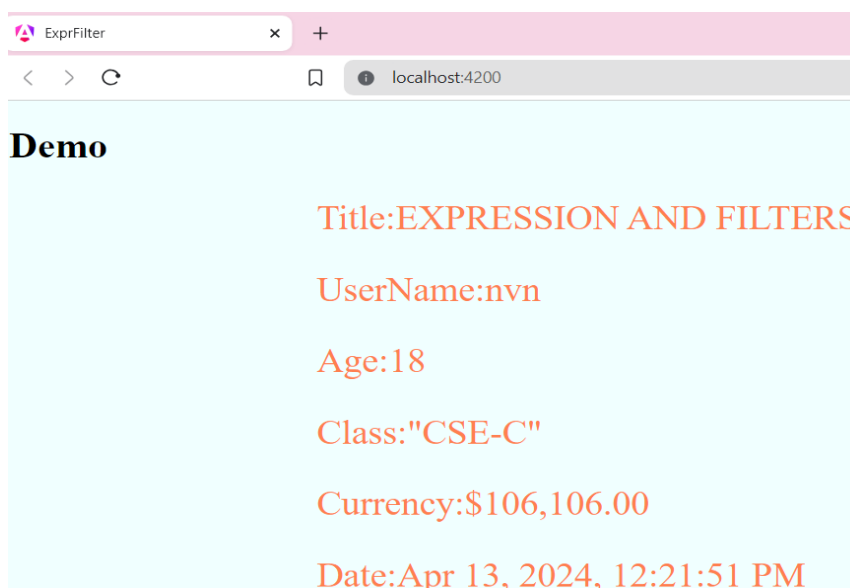 ExprFilter
localhost:4200
Demo
Title:EXPRESSION AND FILTERS
UserName:nvn
Age:18
Class:"CSE-C"
Currency:$106,106.00
Date:Apr 13, 2024, 12:21:51 PM